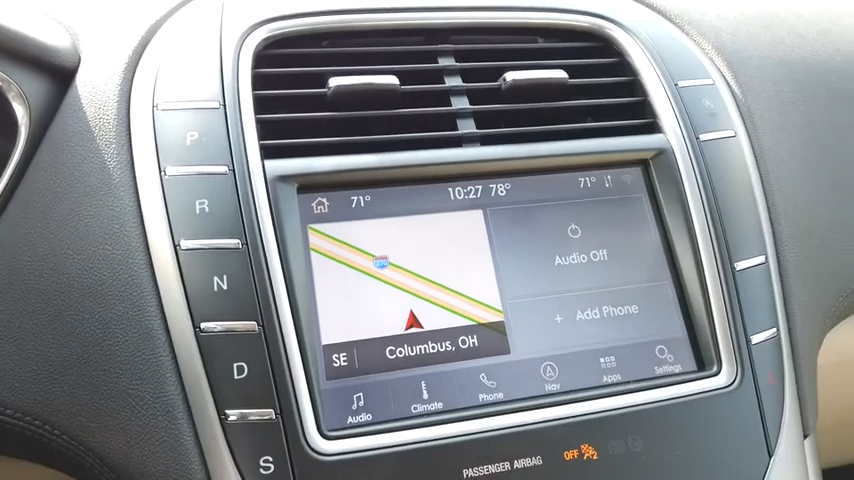 P
R
N
D
S
71° 10:27 78° 71°
Audio Off
+ Add Phone
SE Columbus, OH
Audio Climate Phone Nav Apps Settings
PASSENGER AIRBAG OFF 2